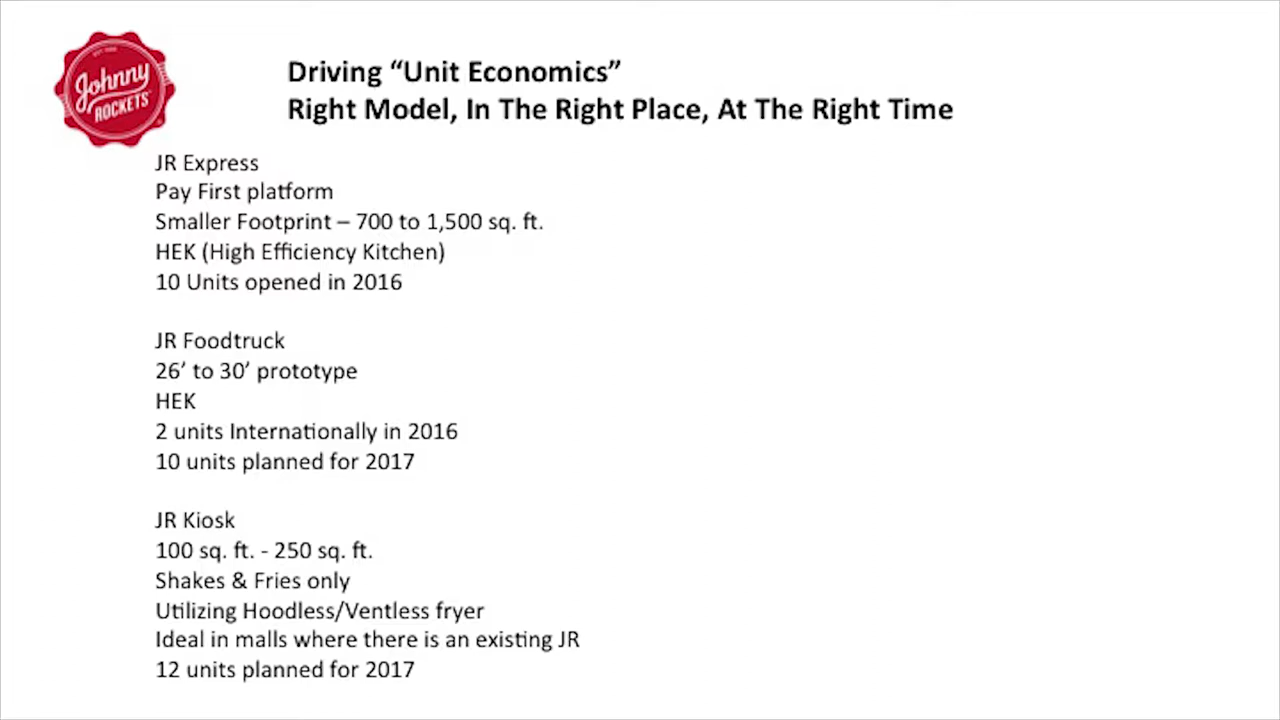 Johnny
ROCKETS
Driving “Unit Economics”
Right Model, In The Right Place, At The Right Time
JR Express
Pay First platform
Smaller Footprint – 700 to 1,500 sq. ft.
HEK (High Efficiency Kitchen)
10 Units opened in 2016
JR Foodtruck
26’ to 30’ prototype
HEK
2 units Internationally in 2016
10 units planned for 2017
JR Kiosk
100 sq. ft. - 250 sq. ft.
Shakes & Fries only
Utilizing Hoodless/Ventless fryer
Ideal in malls where there is an existing JR
12 units planned for 2017